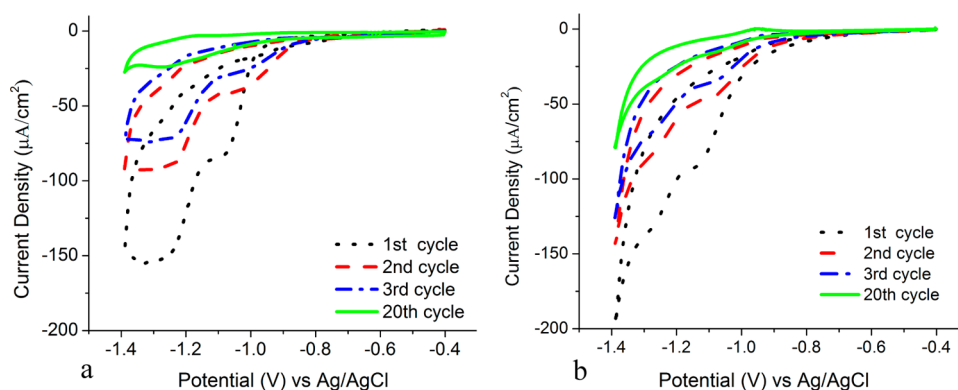 0
-50
-100
-150
-200
Current Density (µA/cm²)
-1.4 -1.2 -1.0 -0.8 -0.6 -0.4
Potential (V) vs Ag/AgCl
1st cycle
2nd cycle
3rd cycle
20th cycle
a
0
-50
-100
-150
-200
Current Density (µA/cm²)
-1.4 -1.2 -1.0 -0.8 -0.6 -0.4
Potential (V) vs Ag/AgCl
1st cycle
2nd cycle
3rd cycle
20th cycle
b